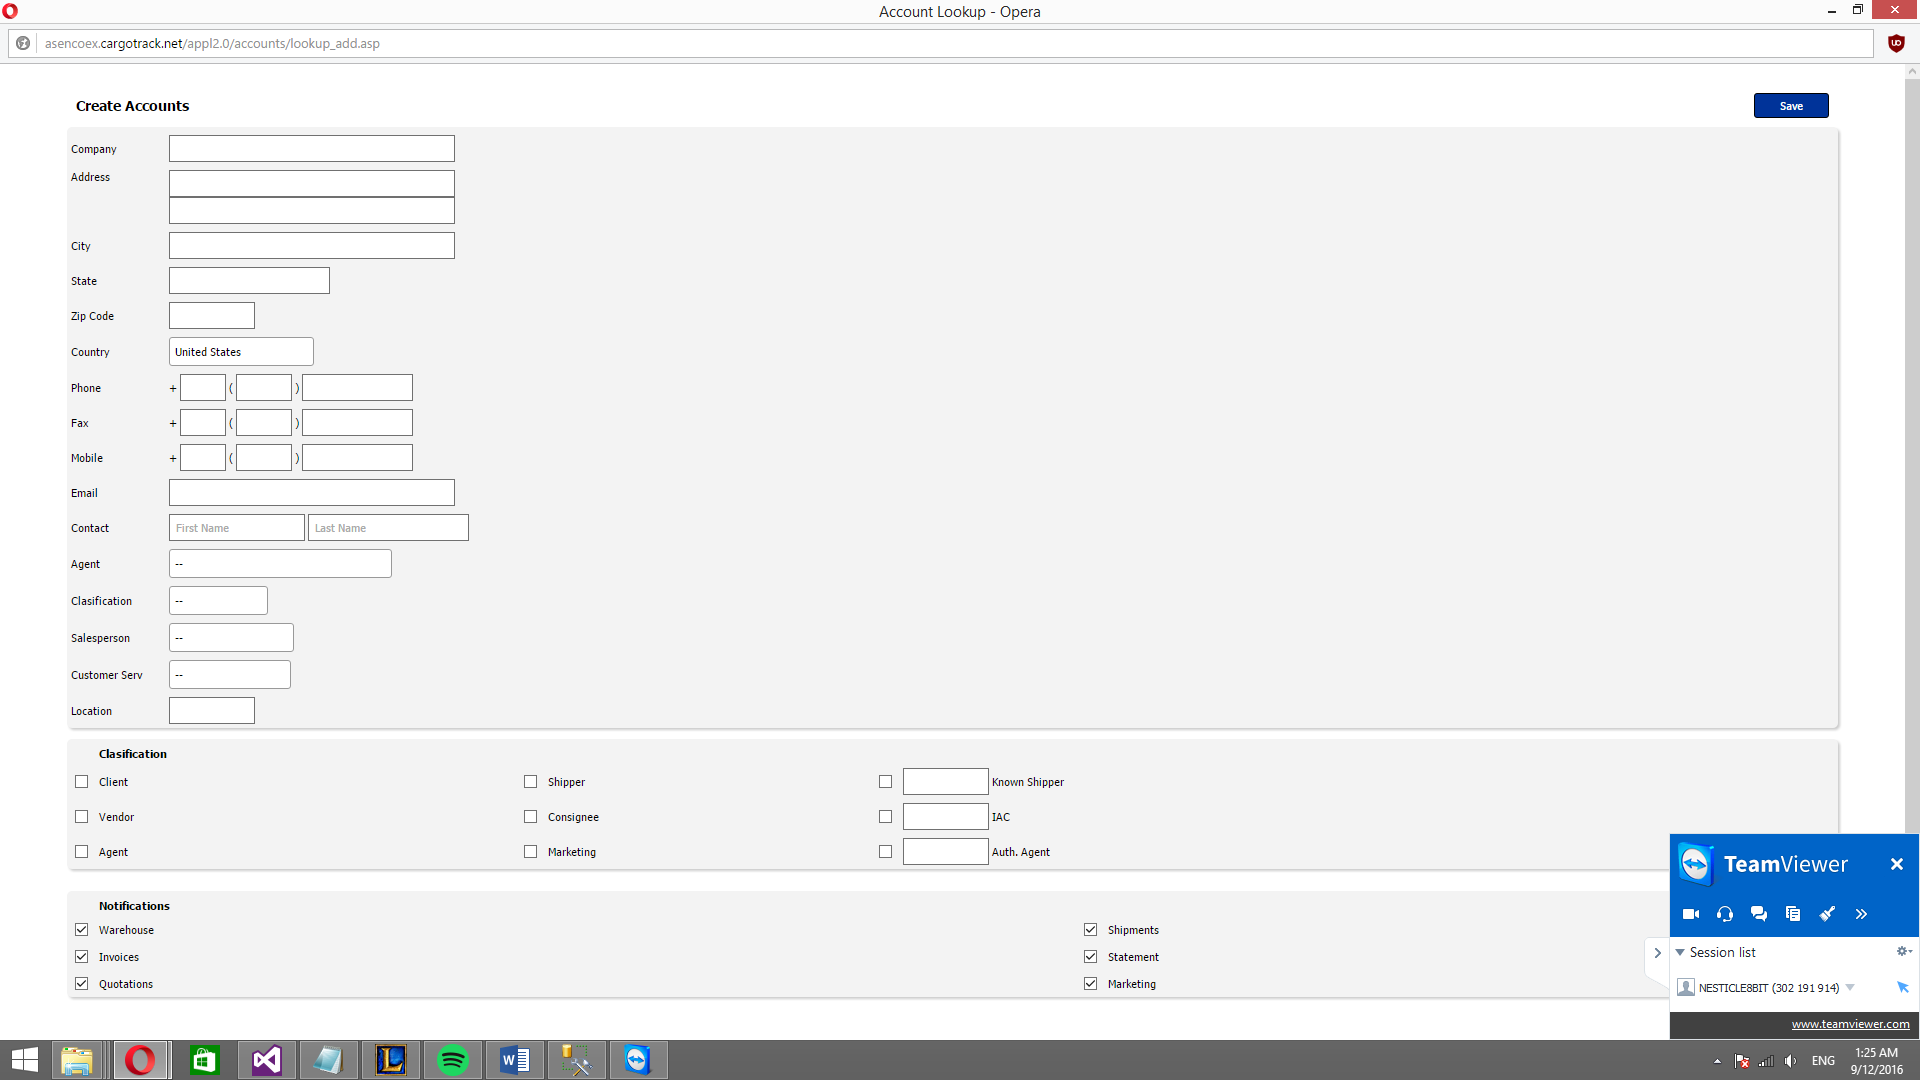 Account Lookup - Opera
asencoex.cargotrack.net/appl2.0/accounts/lookup_add.asp
Create Accounts
Save
Company
Address
City
State
Zip Code
Country United States
Phone + ( )
Fax + ( )
Mobile + ( )
Email
Contact First Name Last Name
Agent --
Clasification --
Salesperson --
Customer Serv --
Location
Clasification
Client Shipper Known Shipper
Vendor Consignee IAC
Agent Marketing Auth. Agent
Notifications
Warehouse Shipments
Invoices Statement
Quotations Marketing
TeamViewer
Session list
NESTICLE8BIT (302 191 914)
www.teamviewer.com
ENG
1:25 AM
9/12/2016